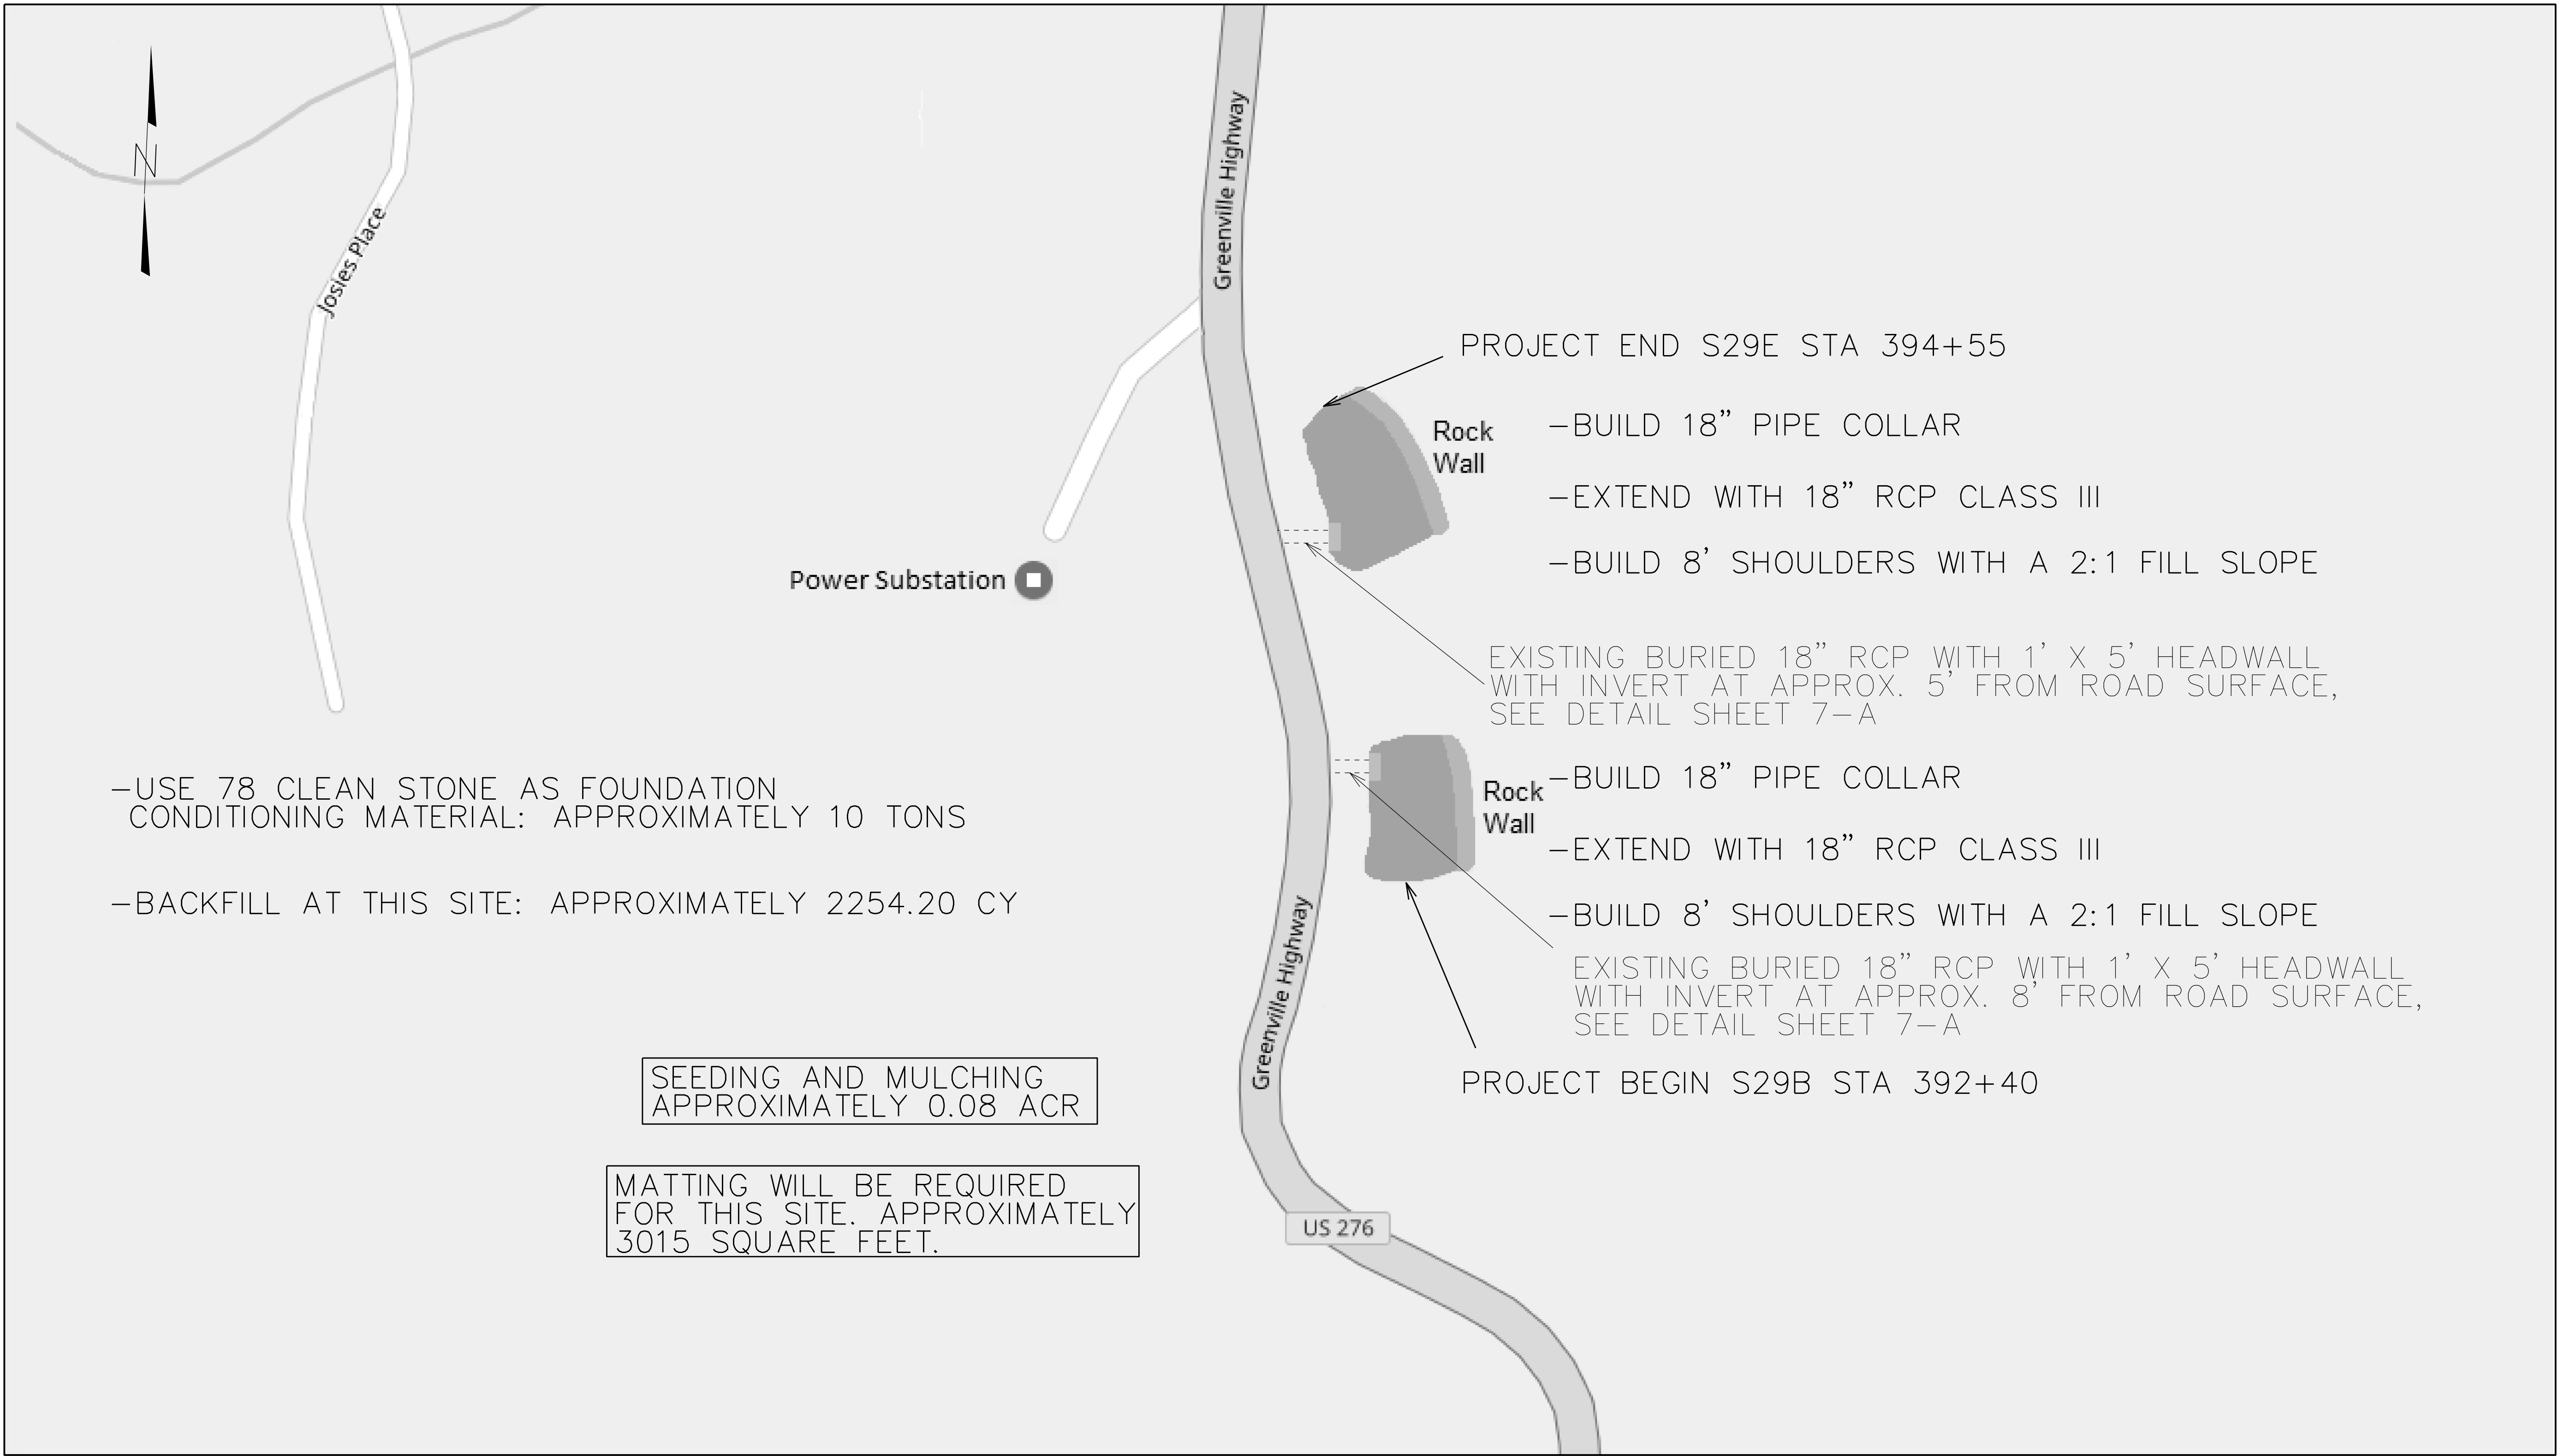 N
Josies Place
Greenville Highway
PROJECT END S29E STA 394+55
Rock
Wall
-BUILD 18" PIPE COLLAR
-EXTEND WITH 18" RCP CLASS III
-BUILD 8' SHOULDERS WITH A 2:1 FILL SLOPE
Power Substation
EXISTING BURIED 18" RCP WITH 1' X 5' HEADWALL
WITH INVERT AT APPROX. 5' FROM ROAD SURFACE,
SEE DETAIL SHEET 7-A
-USE 78 CLEAN STONE AS FOUNDATION
CONDITIONING MATERIAL: APPROXIMATELY 10 TONS
-BACKFILL AT THIS SITE: APPROXIMATELY 2254.20 CY
Rock
Wall
-BUILD 18" PIPE COLLAR
-EXTEND WITH 18" RCP CLASS III
-BUILD 8' SHOULDERS WITH A 2:1 FILL SLOPE
EXISTING BURIED 18" RCP WITH 1' X 5' HEADWALL
WITH INVERT AT APPROX. 8' FROM ROAD SURFACE,
SEE DETAIL SHEET 7-A
Greenville Highway
PROJECT BEGIN S29B STA 392+40
SEEDING AND MULCHING
APPROXIMATELY 0.08 ACR
MATTING WILL BE REQUIRED
FOR THIS SITE. APPROXIMATELY
3015 SQUARE FEET.
US 276